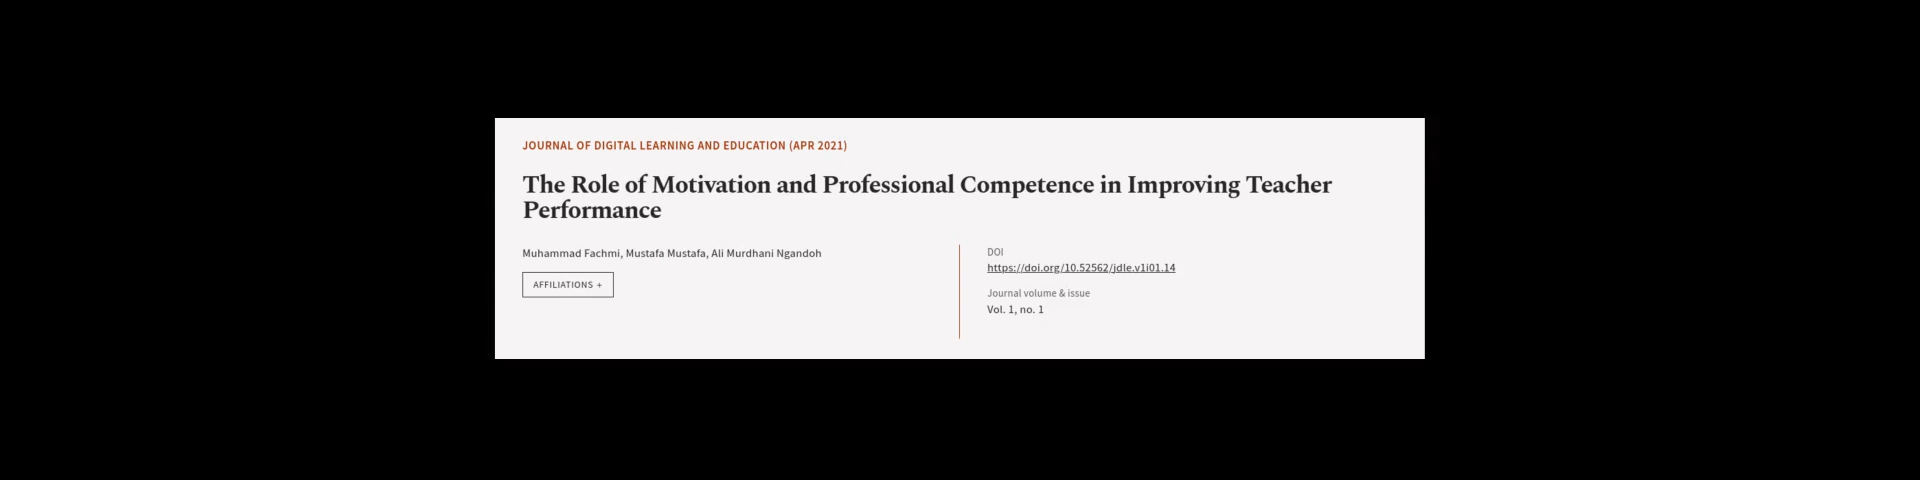 JOURNAL OF DIGITAL LEARNING AND EDUCATION (APR 2021)
The Role of Motivation and Professional Competence in Improving Teacher
Performance
Muhammad Fachmi, Mustafa Mustafa, Ali Murdhani Ngandoh
AFFILIATIONS +
DOI
https://doi.org/10.52562/jdle.v1i01.14
Journal volume & issue
Vol. 1, no. 1